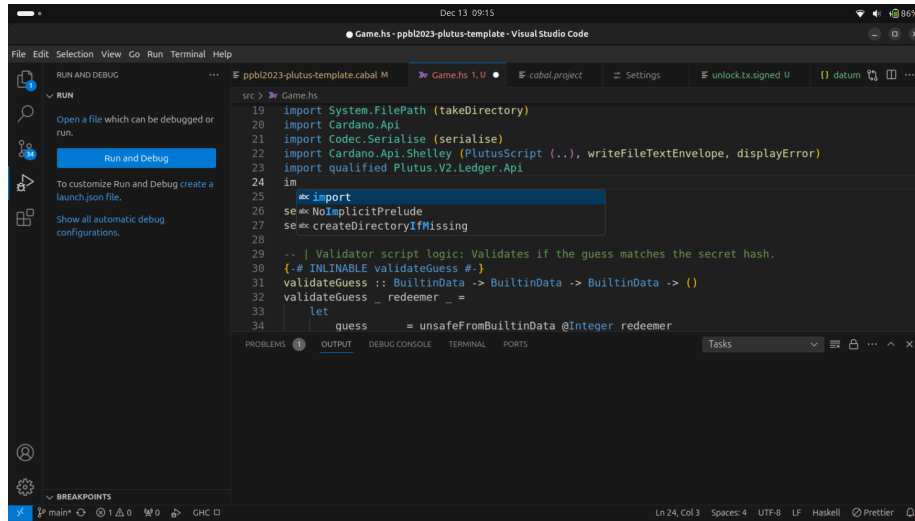 Dec 13 09:15
86%
● Game.hs - ppbl2023-plutus-template - Visual Studio Code
File Edit Selection View Go Run Terminal Help
RUN AND DEBUG
RUN
Open a file which can be debugged or
run.
Run and Debug
To customize Run and Debug create a
launch.json file.
Show all automatic debug
configurations.
BREAKPOINTS
1
34
ppbl2023-plutus-template.cabal M Game.hs 1, U ● cabal.project Settings unlock.tx.signed U {} datum
src > Game.hs
19 import System.FilePath (takeDirectory)
20 import Cardano.Api
21 import Codec.Serialise (serialise)
22 import Cardano.Api.Shelley (PlutusScript (..), writeFileTextEnvelope, displayError)
23 import qualified Plutus.V2.Ledger.Api
24 im
25 abc import
26 se abc NoImplicitPrelude
27 se abc createDirectoryIfMissing
28
29 -- | Validator script logic: Validates if the guess matches the secret hash.
30 {-# INLINABLE validateGuess #-}
31 validateGuess :: BuiltinData -> BuiltinData -> BuiltinData -> ()
32 validateGuess _ redeemer _ =
33 let
34 guess = unsafeFromBuiltinData @Integer redeemer
PROBLEMS 1 OUTPUT DEBUG CONSOLE TERMINAL PORTS Tasks
main* 1 0 0 GHC Ln 24, Col 3 Spaces: 4 UTF-8 LF Haskell Prettier